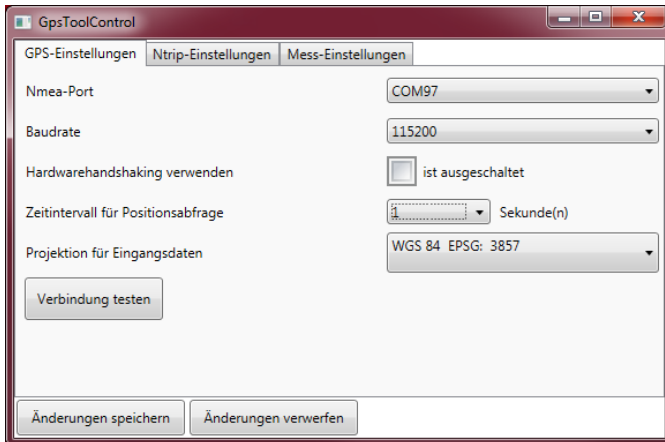 GpsToolControl
GPS-Einstellungen Ntrip-Einstellungen Mess-Einstellungen
Nmea-Port COM97
Baudrate 115200
Hardwarehandshaking verwenden ist ausgeschaltet
Zeitintervall für Positionsabfrage 1 Sekunde(n)
Projektion für Eingangsdaten WGS 84 EPSG: 3857
Verbindung testen
Änderungen speichern Änderungen verwerfen